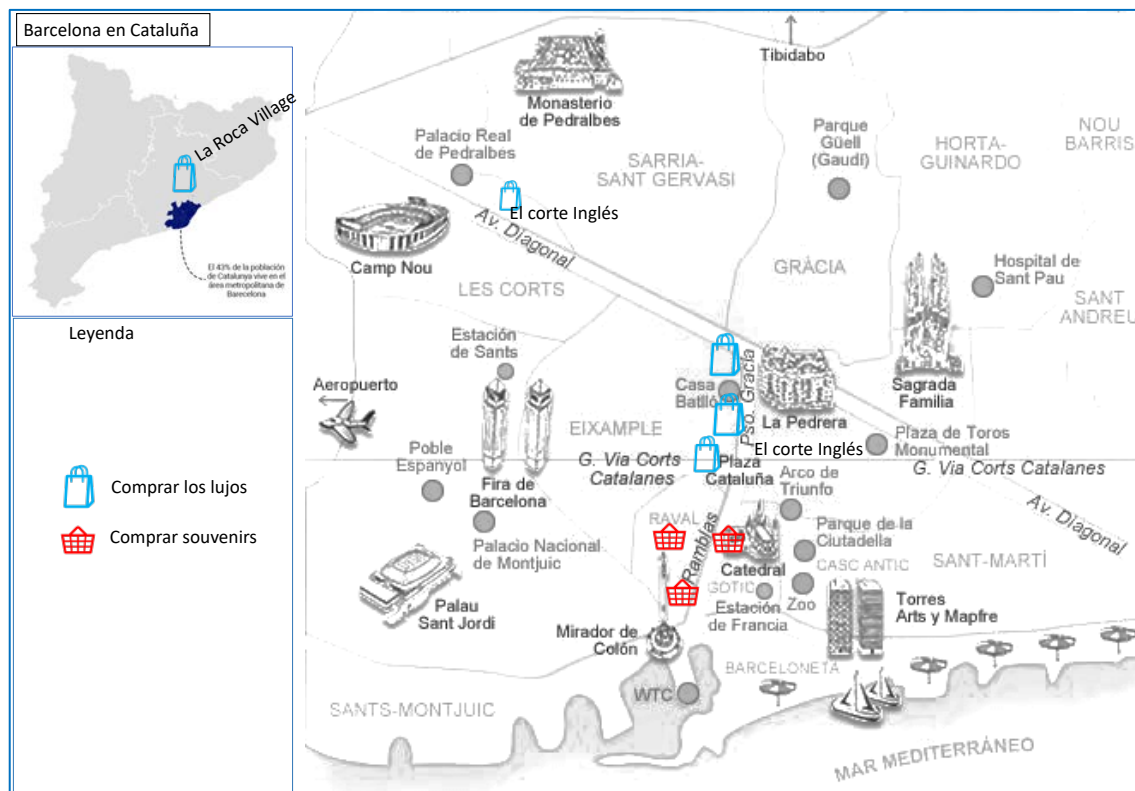 Barcelona en Cataluña
La Roca Village
El 43% de la población
de Catalunya vive en el
área metropolitana de
Barecelona
Leyenda
Comprar los lujos
Comprar souvenirs
Tibidabo
Monasterio
de Pedralbes
Palacio Real
de Pedralbes
Parque
Güell
(Gaudí)
NOU
BARRIS
HORTA-
GUINARDO
SARRIA-
SANT GERVASI
El corte Inglés
Av. Diagonal
Camp Nou
GRÀCIA
Hospital de
Sant Pau
LES CORTS
SANT
ANDREU
Estación
de Sants
Aeropuerto
Casa
Batlló
Pso. Gracia
La Pedrera
Sagrada
Familia
EIXAMPLE
Plaza de Toros
Monumental
El corte Inglés
Poble
Espanyol
G. Via Corts
Catalanes
Plaza
Cataluña
G. Via Corts Catalanes
Arco de
Triunfo
Fira de
Barcelona
Av. Diagonal
RAVAL
Ramblas
Parque de la
Ciutadella
Palacio Nacional
de Montjuic
Catedral
CASC ANTIC
SANT-MARTÍ
GOTIC
Zoo
Estación
de Francia
Palau
Sant Jordi
Torres
Arts y Mapfre
Mirador de
Colón
BARCELONETA
WTC
SANTS-MONTJUIC
MAR MEDITERRÁNEO